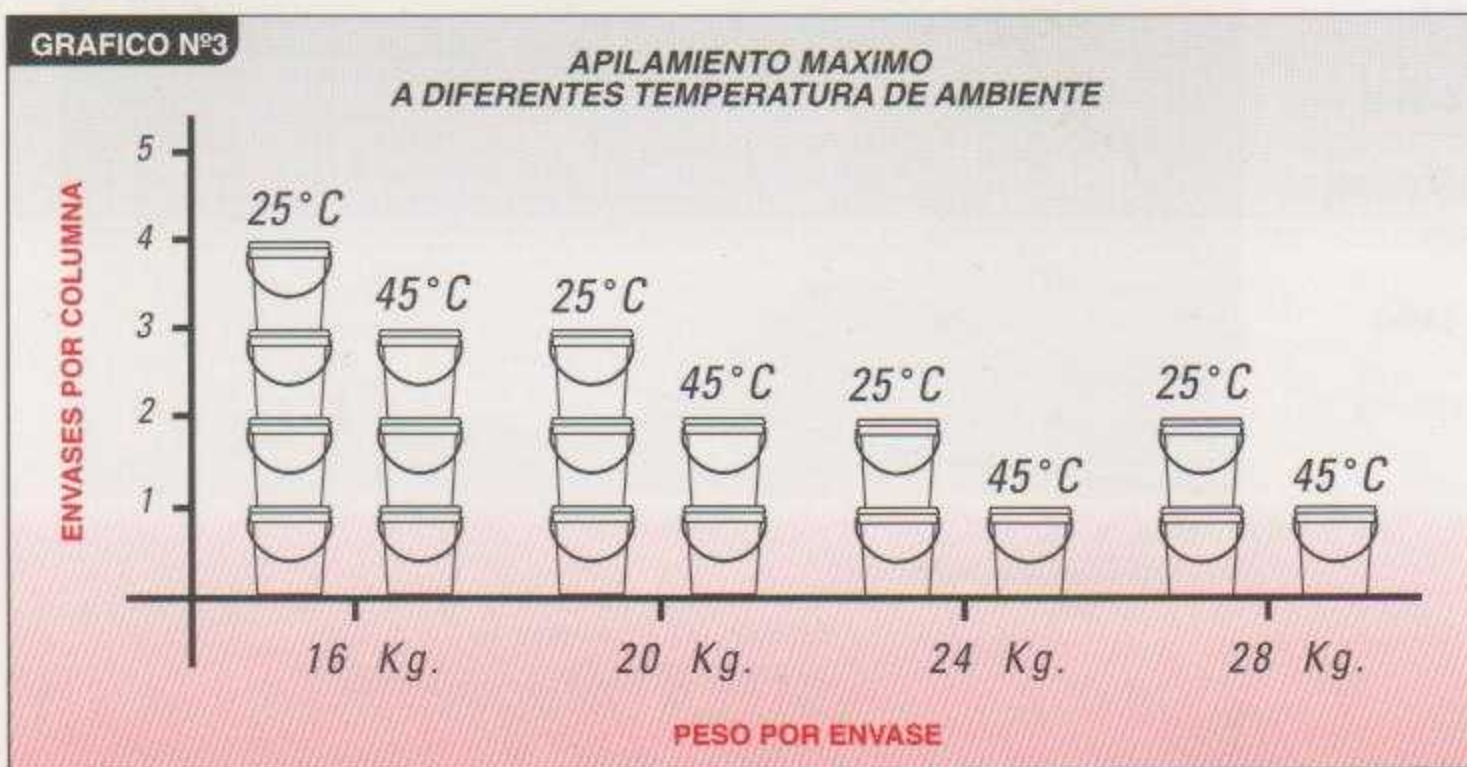 GRAFICO Nº3
APILAMIENTO MAXIMO
A DIFERENTES TEMPERATURA DE AMBIENTE
ENVASES POR COLUMNA
5
4
3
2
1
25°C
45°C
25°C
45°C
25°C
45°C
25°C
45°C
16 Kg.
20 Kg.
24 Kg.
28 Kg.
PESO POR ENVASE